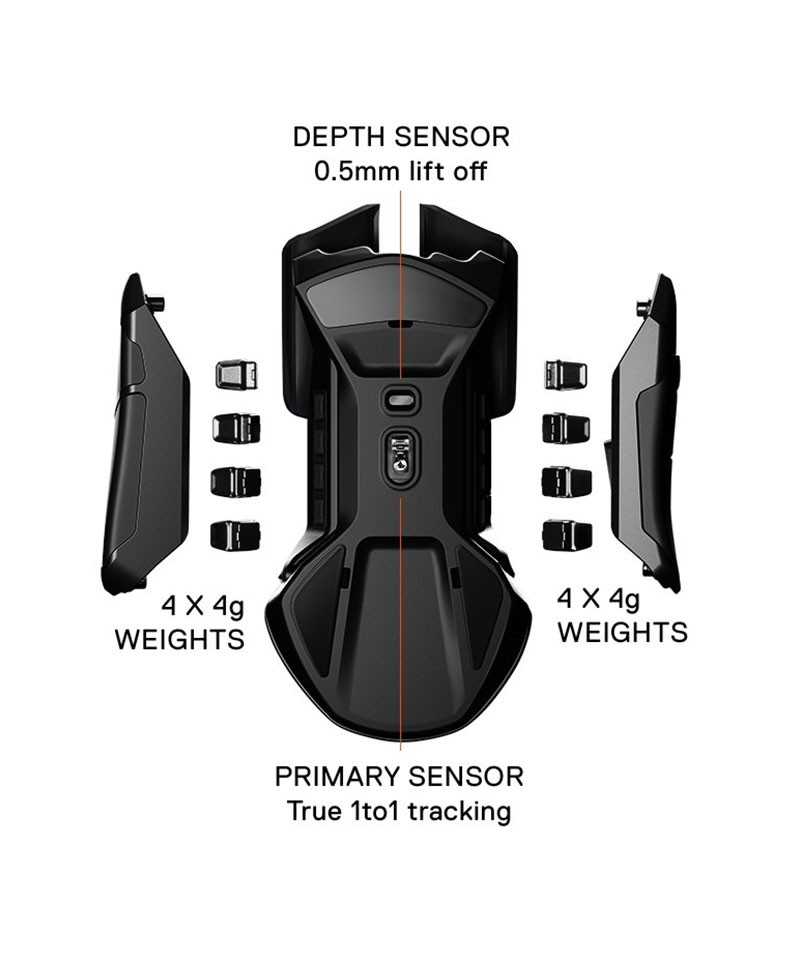 DEPTH SENSOR
0.5mm lift off
4 X 4g
WEIGHTS
4 X 4g
WEIGHTS
PRIMARY SENSOR
True 1to1 tracking